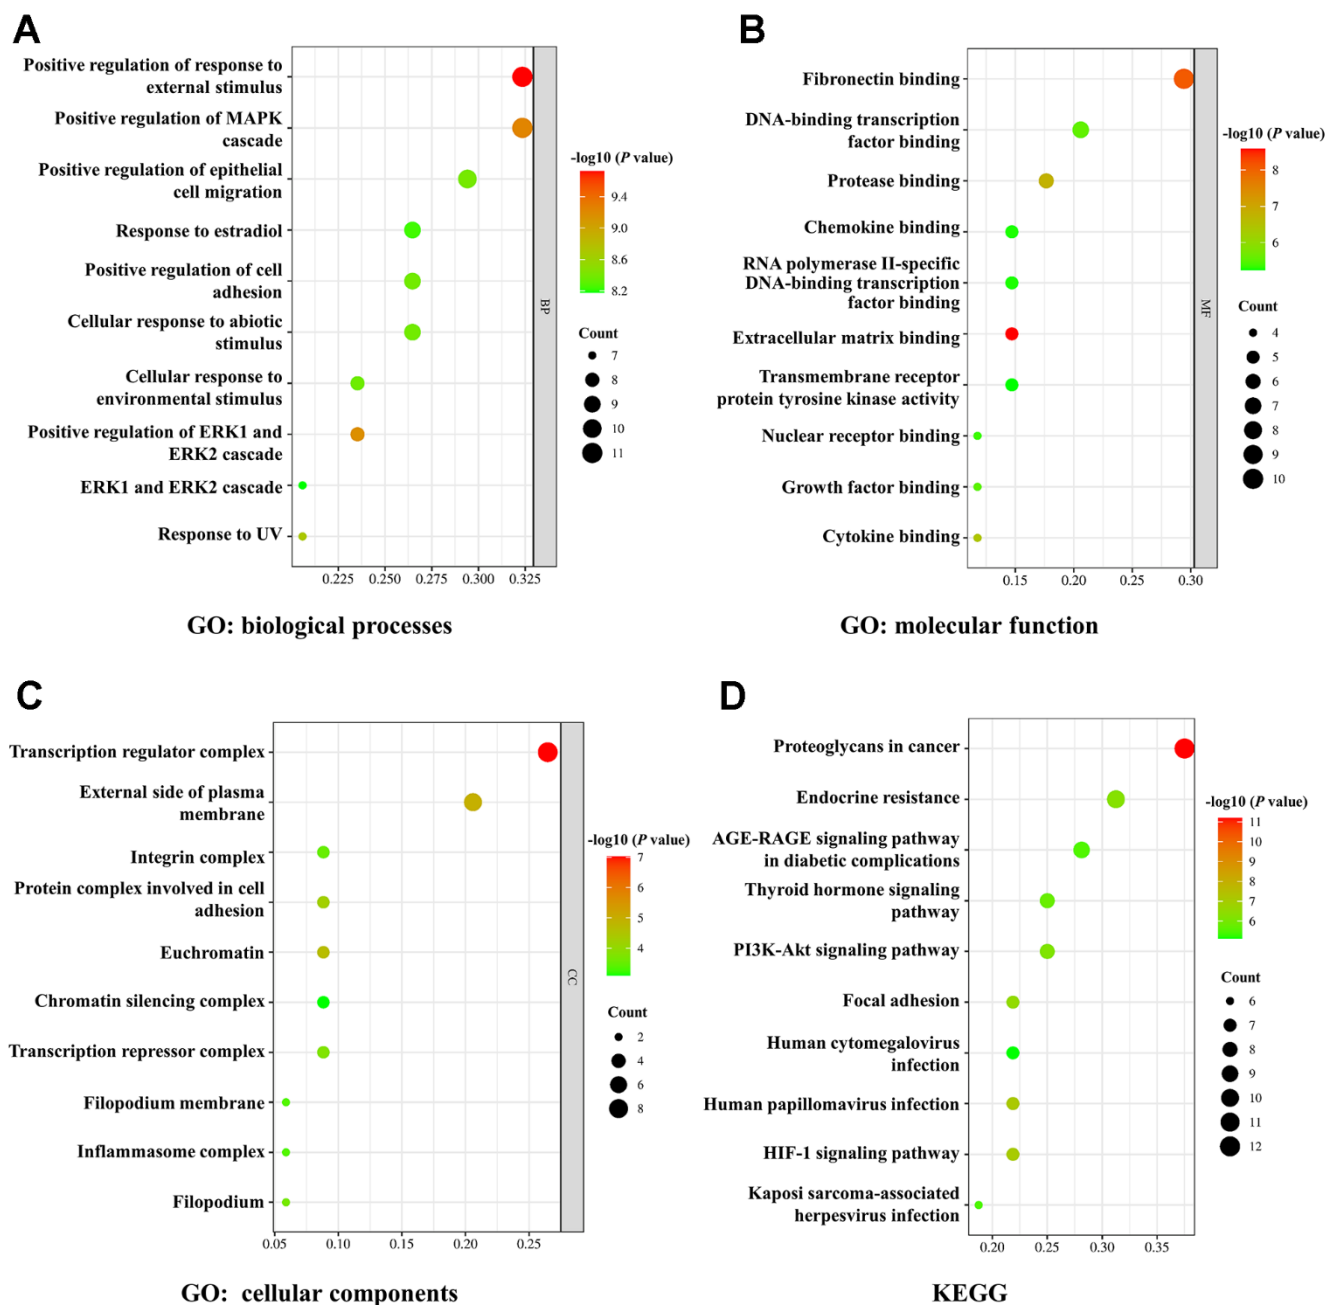 A
Positive regulation of response to
external stimulus
Positive regulation of MAPK
cascade
Positive regulation of epithelial
cell migration
Response to estradiol
Positive regulation of cell
adhesion
Cellular response to abiotic
stimulus
Cellular response to
environmental stimulus
Positive regulation of ERK1 and
ERK2 cascade
ERK1 and ERK2 cascade
Response to UV
0.225 0.250 0.275 0.300 0.325
BP
-log10 (P value)
9.4
9.0
8.6
8.2
Count
7
8
9
10
11
GO: biological processes
B
Fibronectin binding
DNA-binding transcription
factor binding
Protease binding
Chemokine binding
RNA polymerase II-specific
DNA-binding transcription
factor binding
Extracellular matrix binding
Transmembrane receptor
protein tyrosine kinase activity
Nuclear receptor binding
Growth factor binding
Cytokine binding
0.15 0.20 0.25 0.30
MF
-log10 (P value)
8
7
6
Count
4
5
6
7
8
9
10
GO: molecular function
C
Transcription regulator complex
External side of plasma
membrane
Integrin complex
Protein complex involved in cell
adhesion
Euchromatin
Chromatin silencing complex
Transcription repressor complex
Filopodium membrane
Inflammasome complex
Filopodium
0.05 0.10 0.15 0.20 0.25
CC
-log10 (P value)
7
6
5
4
Count
2
4
6
8
GO: cellular components
D
Proteoglycans in cancer
Endocrine resistance
AGE-RAGE signaling pathway
in diabetic complications
Thyroid hormone signaling
pathway
PI3K-Akt signaling pathway
Focal adhesion
Human cytomegalovirus
infection
Human papillomavirus infection
HIF-1 signaling pathway
Kaposi sarcoma-associated
herpesvirus infection
0.20 0.25 0.30 0.35
-log10 (P value)
11
10
9
8
7
6
Count
6
7
8
9
10
11
12
KEGG